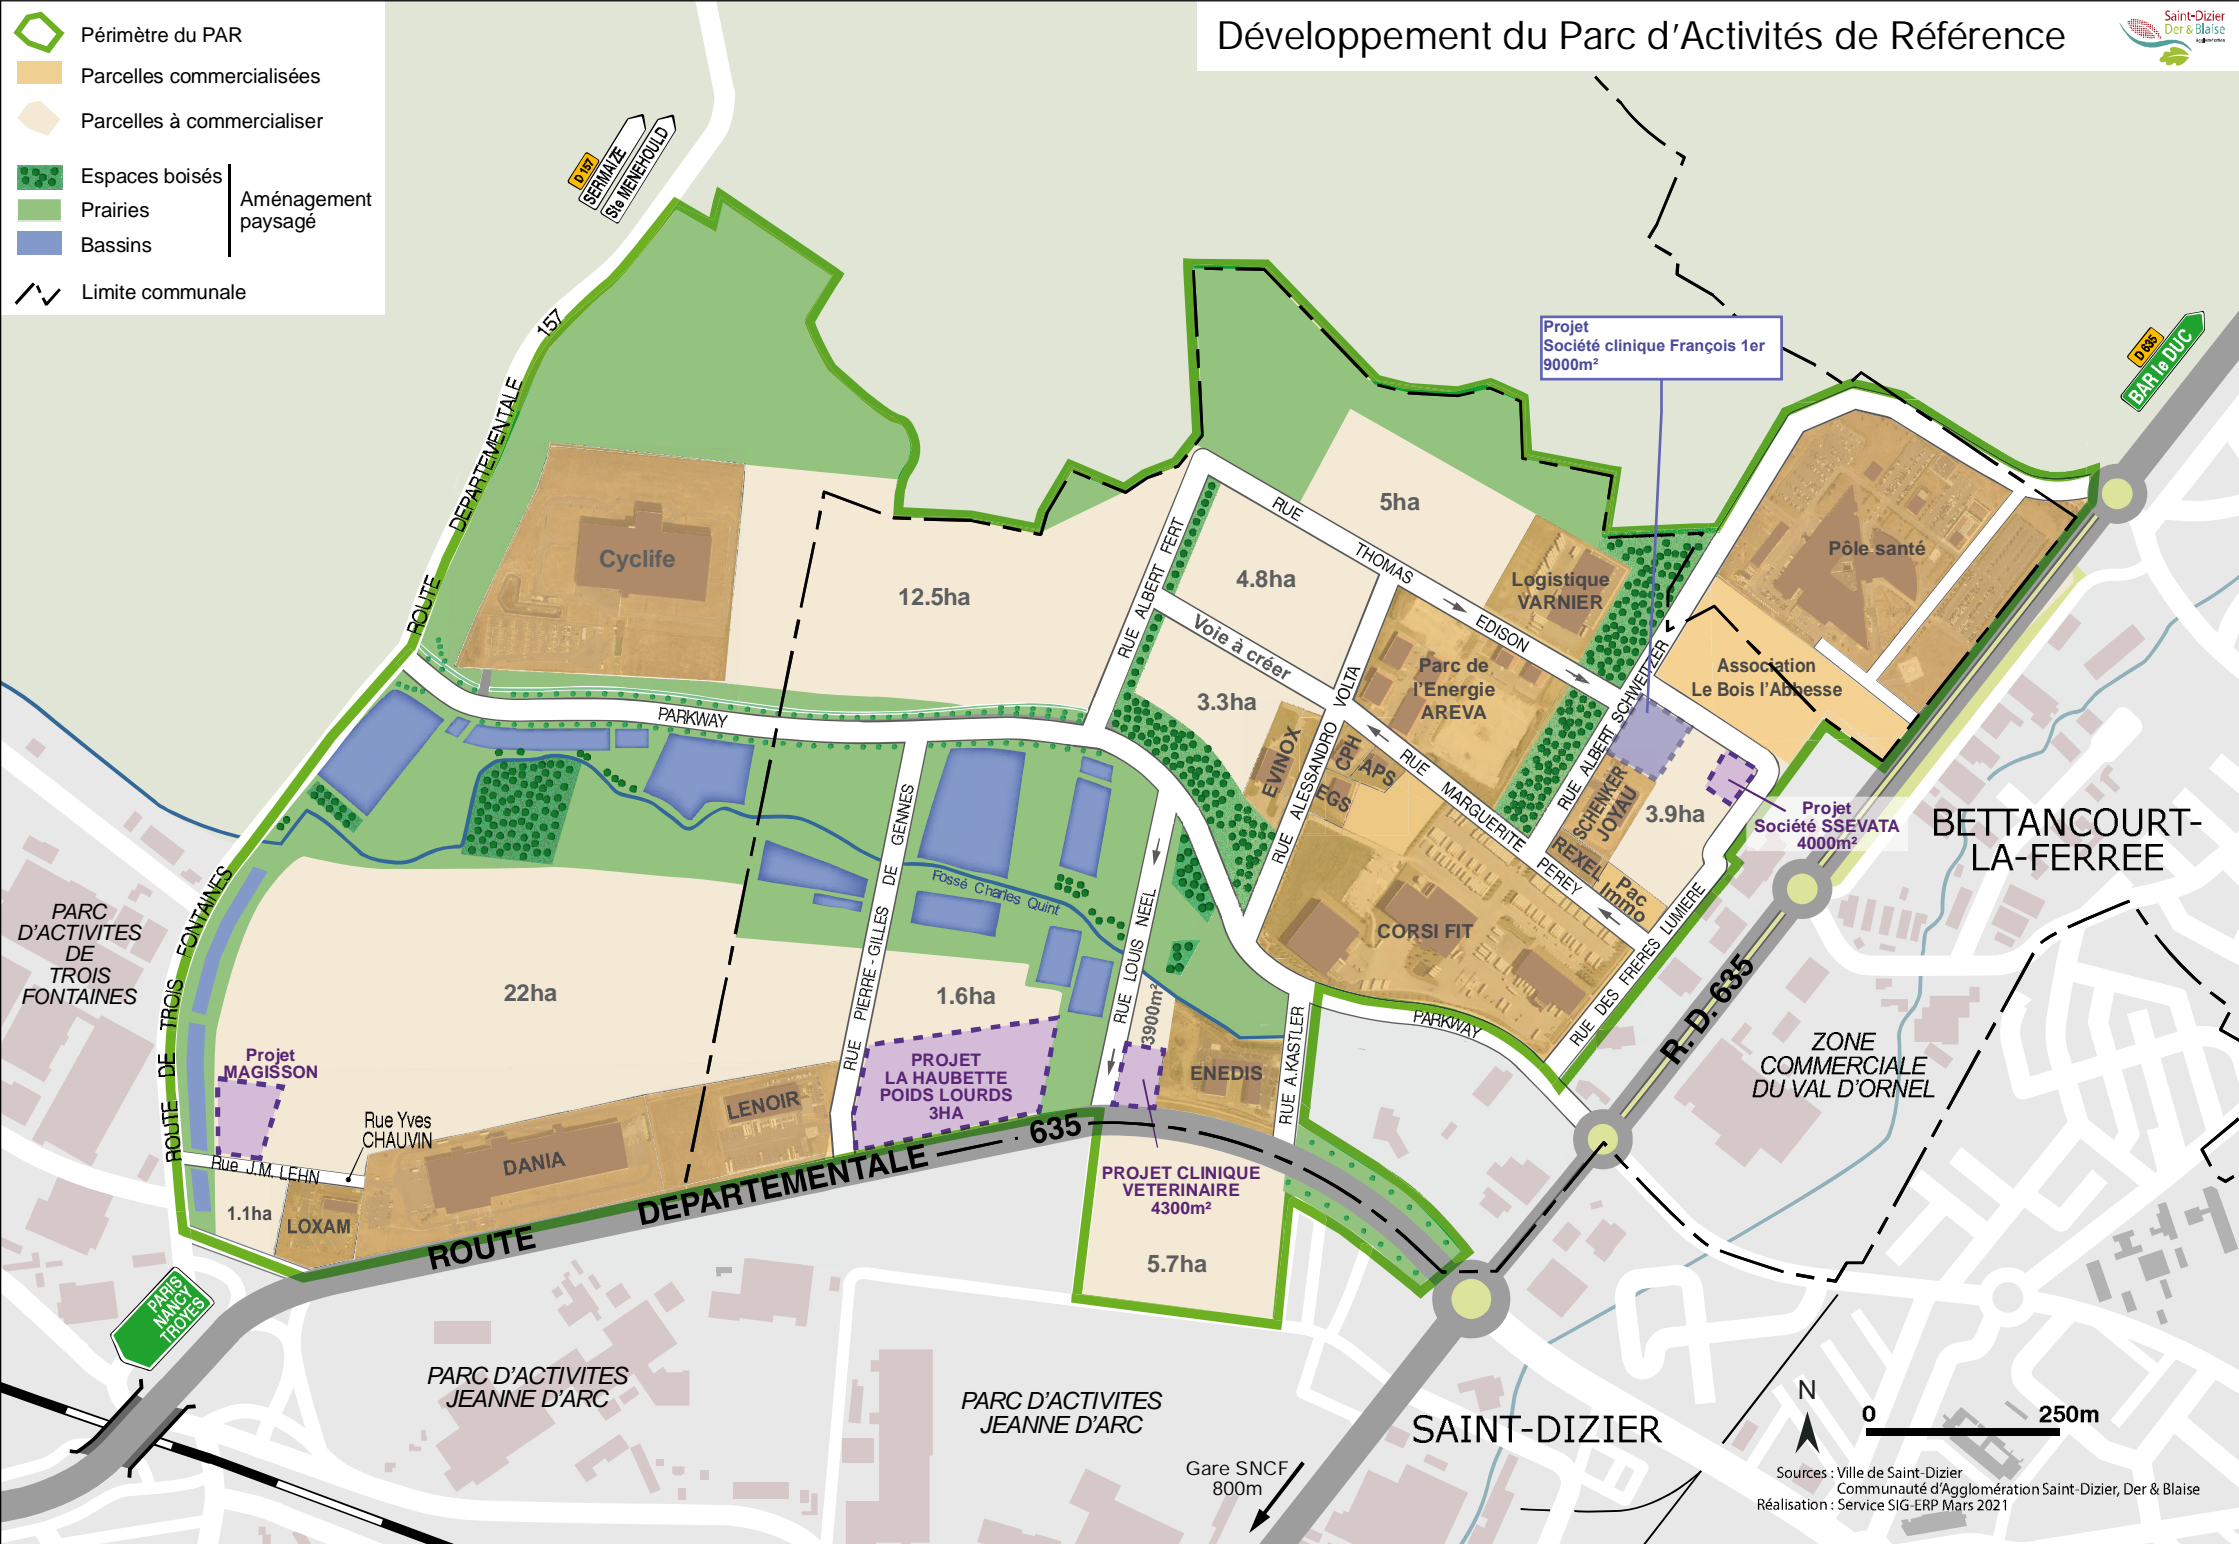 Développement du Parc d'Activités de Référence
Saint-Dizier
Der & Blaise
Périmètre du PAR
Parcelles commercialisées
Parcelles à commercialiser
Espaces boisés
Prairies
Bassins
Aménagement
paysagé
Limite communale
D 157
SERMAIZE
Ste MENEHOULD
ROUTE DEPARTEMENTALE 157
Projet
Société clinique François 1er
9000m²
D 635
BAR le DUC
Cyclife
12.5ha
5ha
4.8ha
3.3ha
RUE ALBERT FERT
RUE THOMAS EDISON
Voie à créer
Logistique
VARNIER
Pôle santé
Association
Le Bois l'Abbesse
Parc de
l'Energie
AREVA
RUE ALBERT SCHWEITZER
RUE ALESSANDRO VOLTA
RUE MARGUERITE PEREY
PARKWAY
EVINOX
CPH
APS
EGS
SCHENKER
JOYAU
REXEL
Pac
Immo
3.9ha
Projet
Société SSEVATA
4000m²
BETTANCOURT-
LA-FERREE
CORSI FIT
RUE DES FRERES LUMIERE
PARKWAY
R. D. 635
ZONE
COMMERCIALE
DU VAL D'ORNEL
PARC
D'ACTIVITES
DE
TROIS
FONTAINES
ROUTE DE TROIS FONTAINES
22ha
RUE PIERRE-GILLES DE GENNES
Fossé Charles Quint
RUE LOUIS NEEL
1.6ha
3900m²
ENEDIS
RUE A.KASTLER
Projet
MAGISSON
PROJET
LA HAUBETTE
POIDS LOURDS
3HA
Rue Yves
CHAUVIN
Rue J.M. LEHN
1.1ha
LOXAM
DANIA
LENOIR
ROUTE DEPARTEMENTALE 635
PROJET CLINIQUE
VETERINAIRE
4300m²
5.7ha
PARIS
NANCY
TROYES
PARC D'ACTIVITES
JEANNE D'ARC
PARC D'ACTIVITES
JEANNE D'ARC
SAINT-DIZIER
Gare SNCF
800m
N
0 250m
Sources : Ville de Saint-Dizier
Communauté d'Agglomération Saint-Dizier, Der & Blaise
Réalisation : Service SIG-ERP Mars 2021